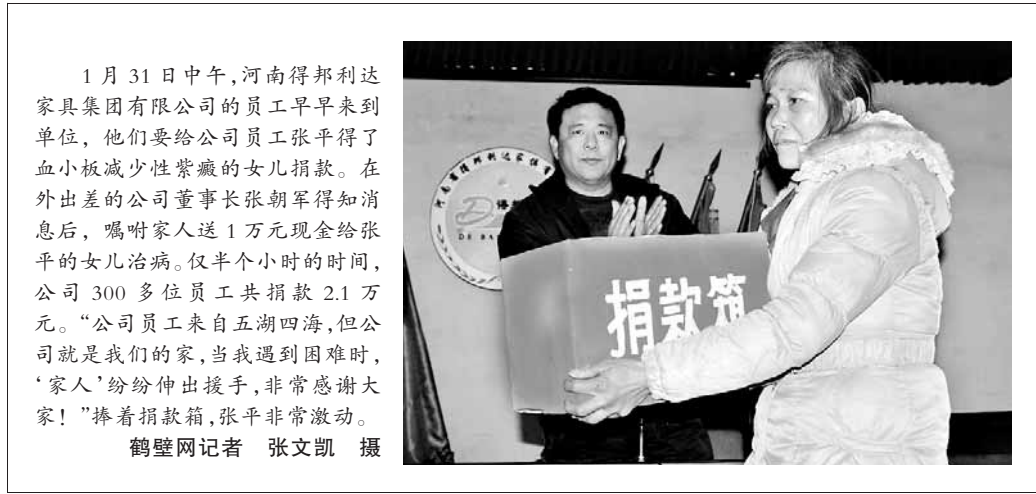 1 月 31 日中午，河南得邦利达
家具集团有限公司的员工早早来到
单位，他们要给公司员工张平得了
血小板减少性紫癜的女儿捐款。在
外出差的公司董事长张朝军得知消
息后，嘱咐家人送 1 万元现金给张
平的女儿治病。仅半个小时的时间，
公司 300 多位员工共捐款 2.1 万
元。“公司员工来自五湖四海，但公
司就是我们的家，当我遇到困难时，
‘家人’纷纷伸出援手，非常感谢大
家！”捧着捐款箱，张平非常激动。
鹤壁网记者 张文凯 摄
捐款箱